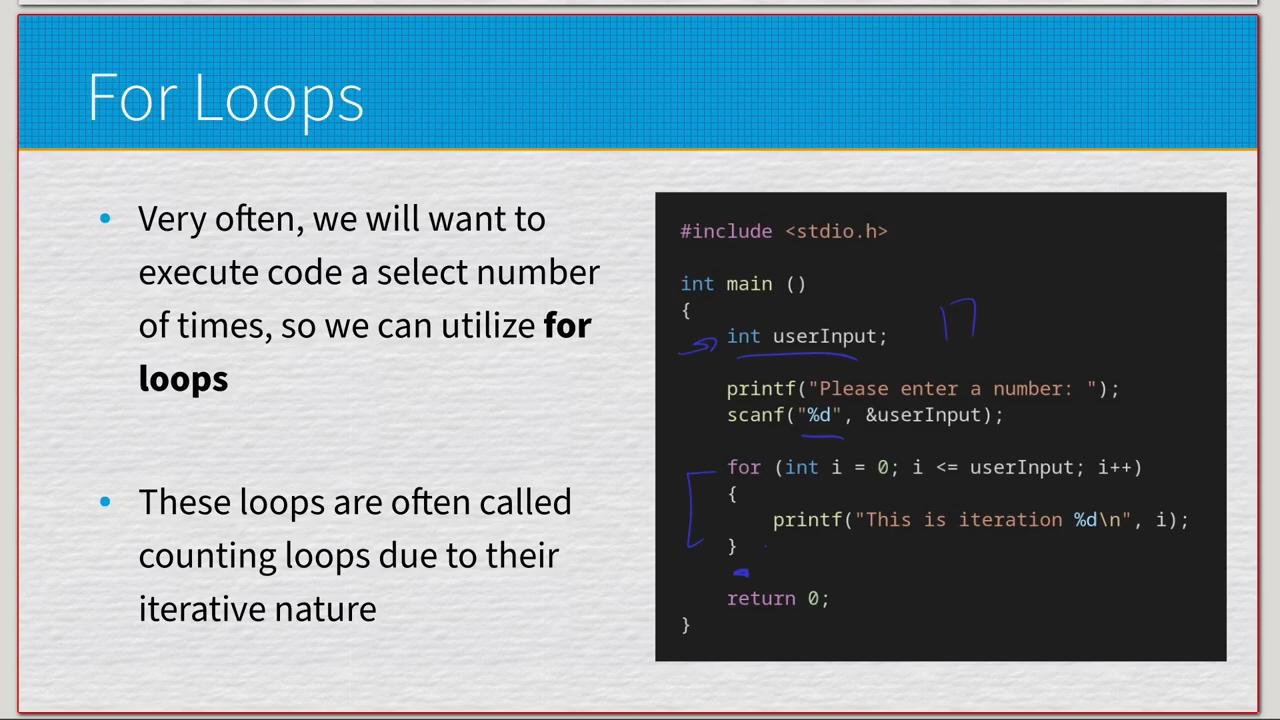 For Loops
• Very often, we will want to
execute code a select number
of times, so we can utilize for
loops
• These loops are often called
counting loops due to their
iterative nature
#include <stdio.h>
int main ()
{
int userInput;
printf("Please enter a number: ");
scanf("%d", &userInput);
for (int i = 0; i <= userInput; i++)
{
printf("This is iteration %d\n", i);
}
return 0;
}